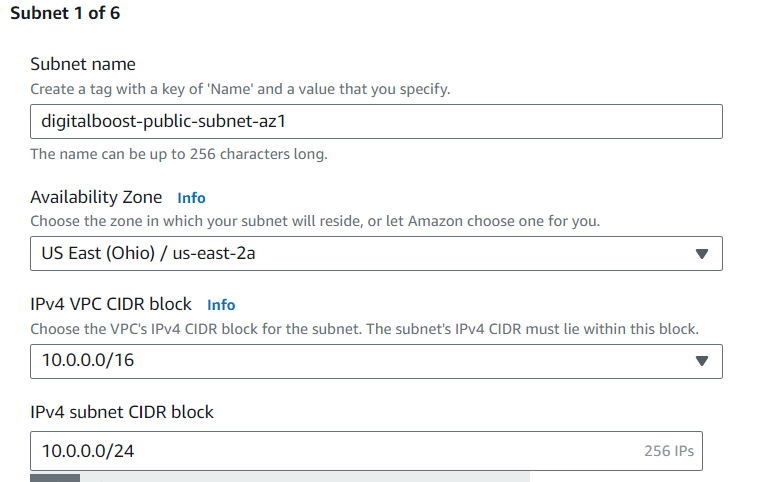 Subnet 1 of 6
Subnet name
Create a tag with a key of 'Name' and a value that you specify.
digitalboost-public-subnet-az1
The name can be up to 256 characters long.
Availability Zone Info
Choose the zone in which your subnet will reside, or let Amazon choose one for you.
US East (Ohio) / us-east-2a
IPv4 VPC CIDR block Info
Choose the VPC's IPv4 CIDR block for the subnet. The subnet's IPv4 CIDR must lie within this block.
10.0.0.0/16
IPv4 subnet CIDR block
10.0.0.0/24 256 IPs